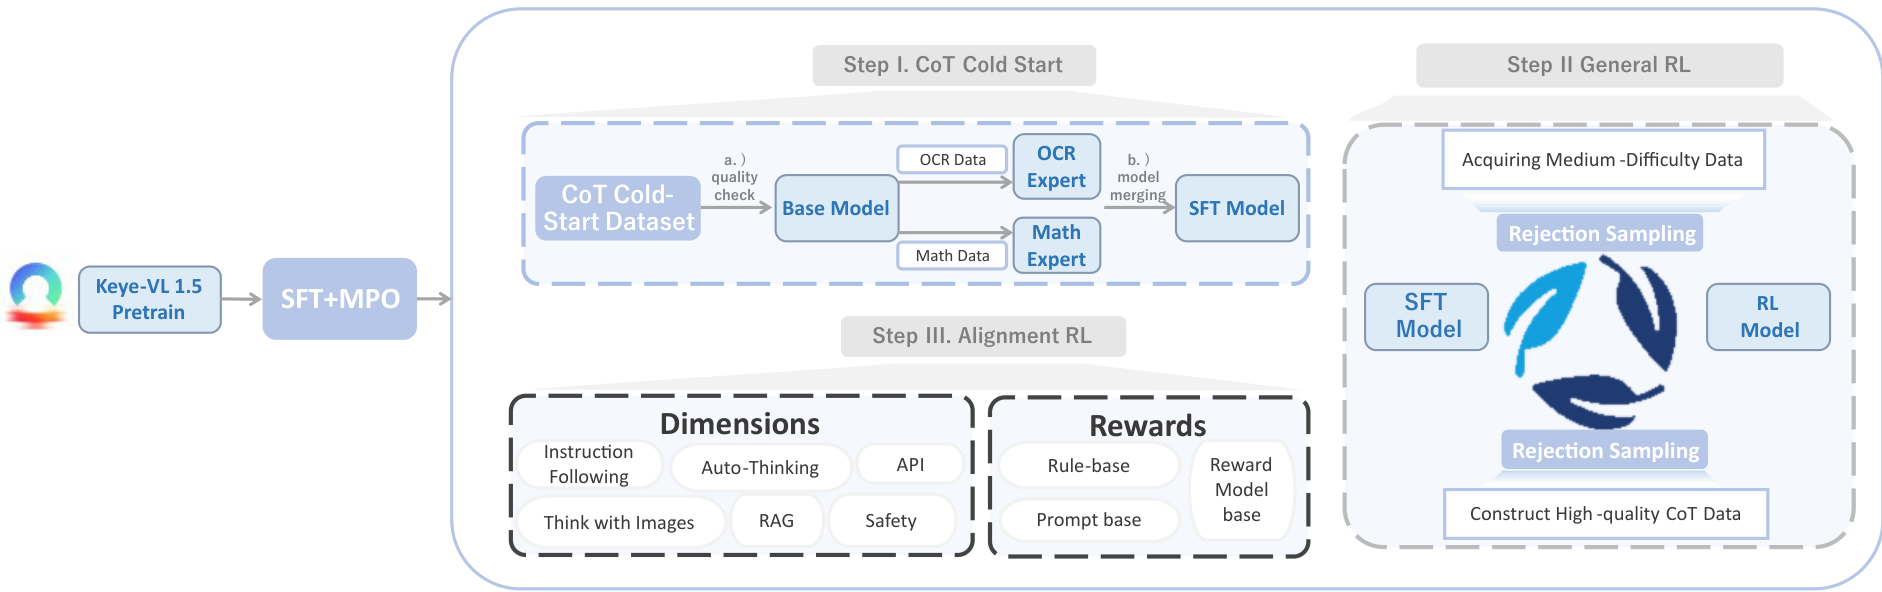 Keye-VL 1.5
Pretrain
SFT+MPO
Step I. CoT Cold Start
CoT Cold-
Start Dataset
a. )
quality
check
Base Model
OCR Data
Math Data
OCR
Expert
Math
Expert
b. )
model
merging
SFT Model
Step II General RL
Acquiring Medium -Difficulty Data
Rejection Sampling
SFT
Model
RL
Model
Rejection Sampling
Construct High -quality CoT Data
Step III. Alignment RL
Dimensions
Instruction
Following
Auto-Thinking
API
Think with Images
RAG
Safety
Rewards
Rule-base
Prompt base
Reward
Model
base